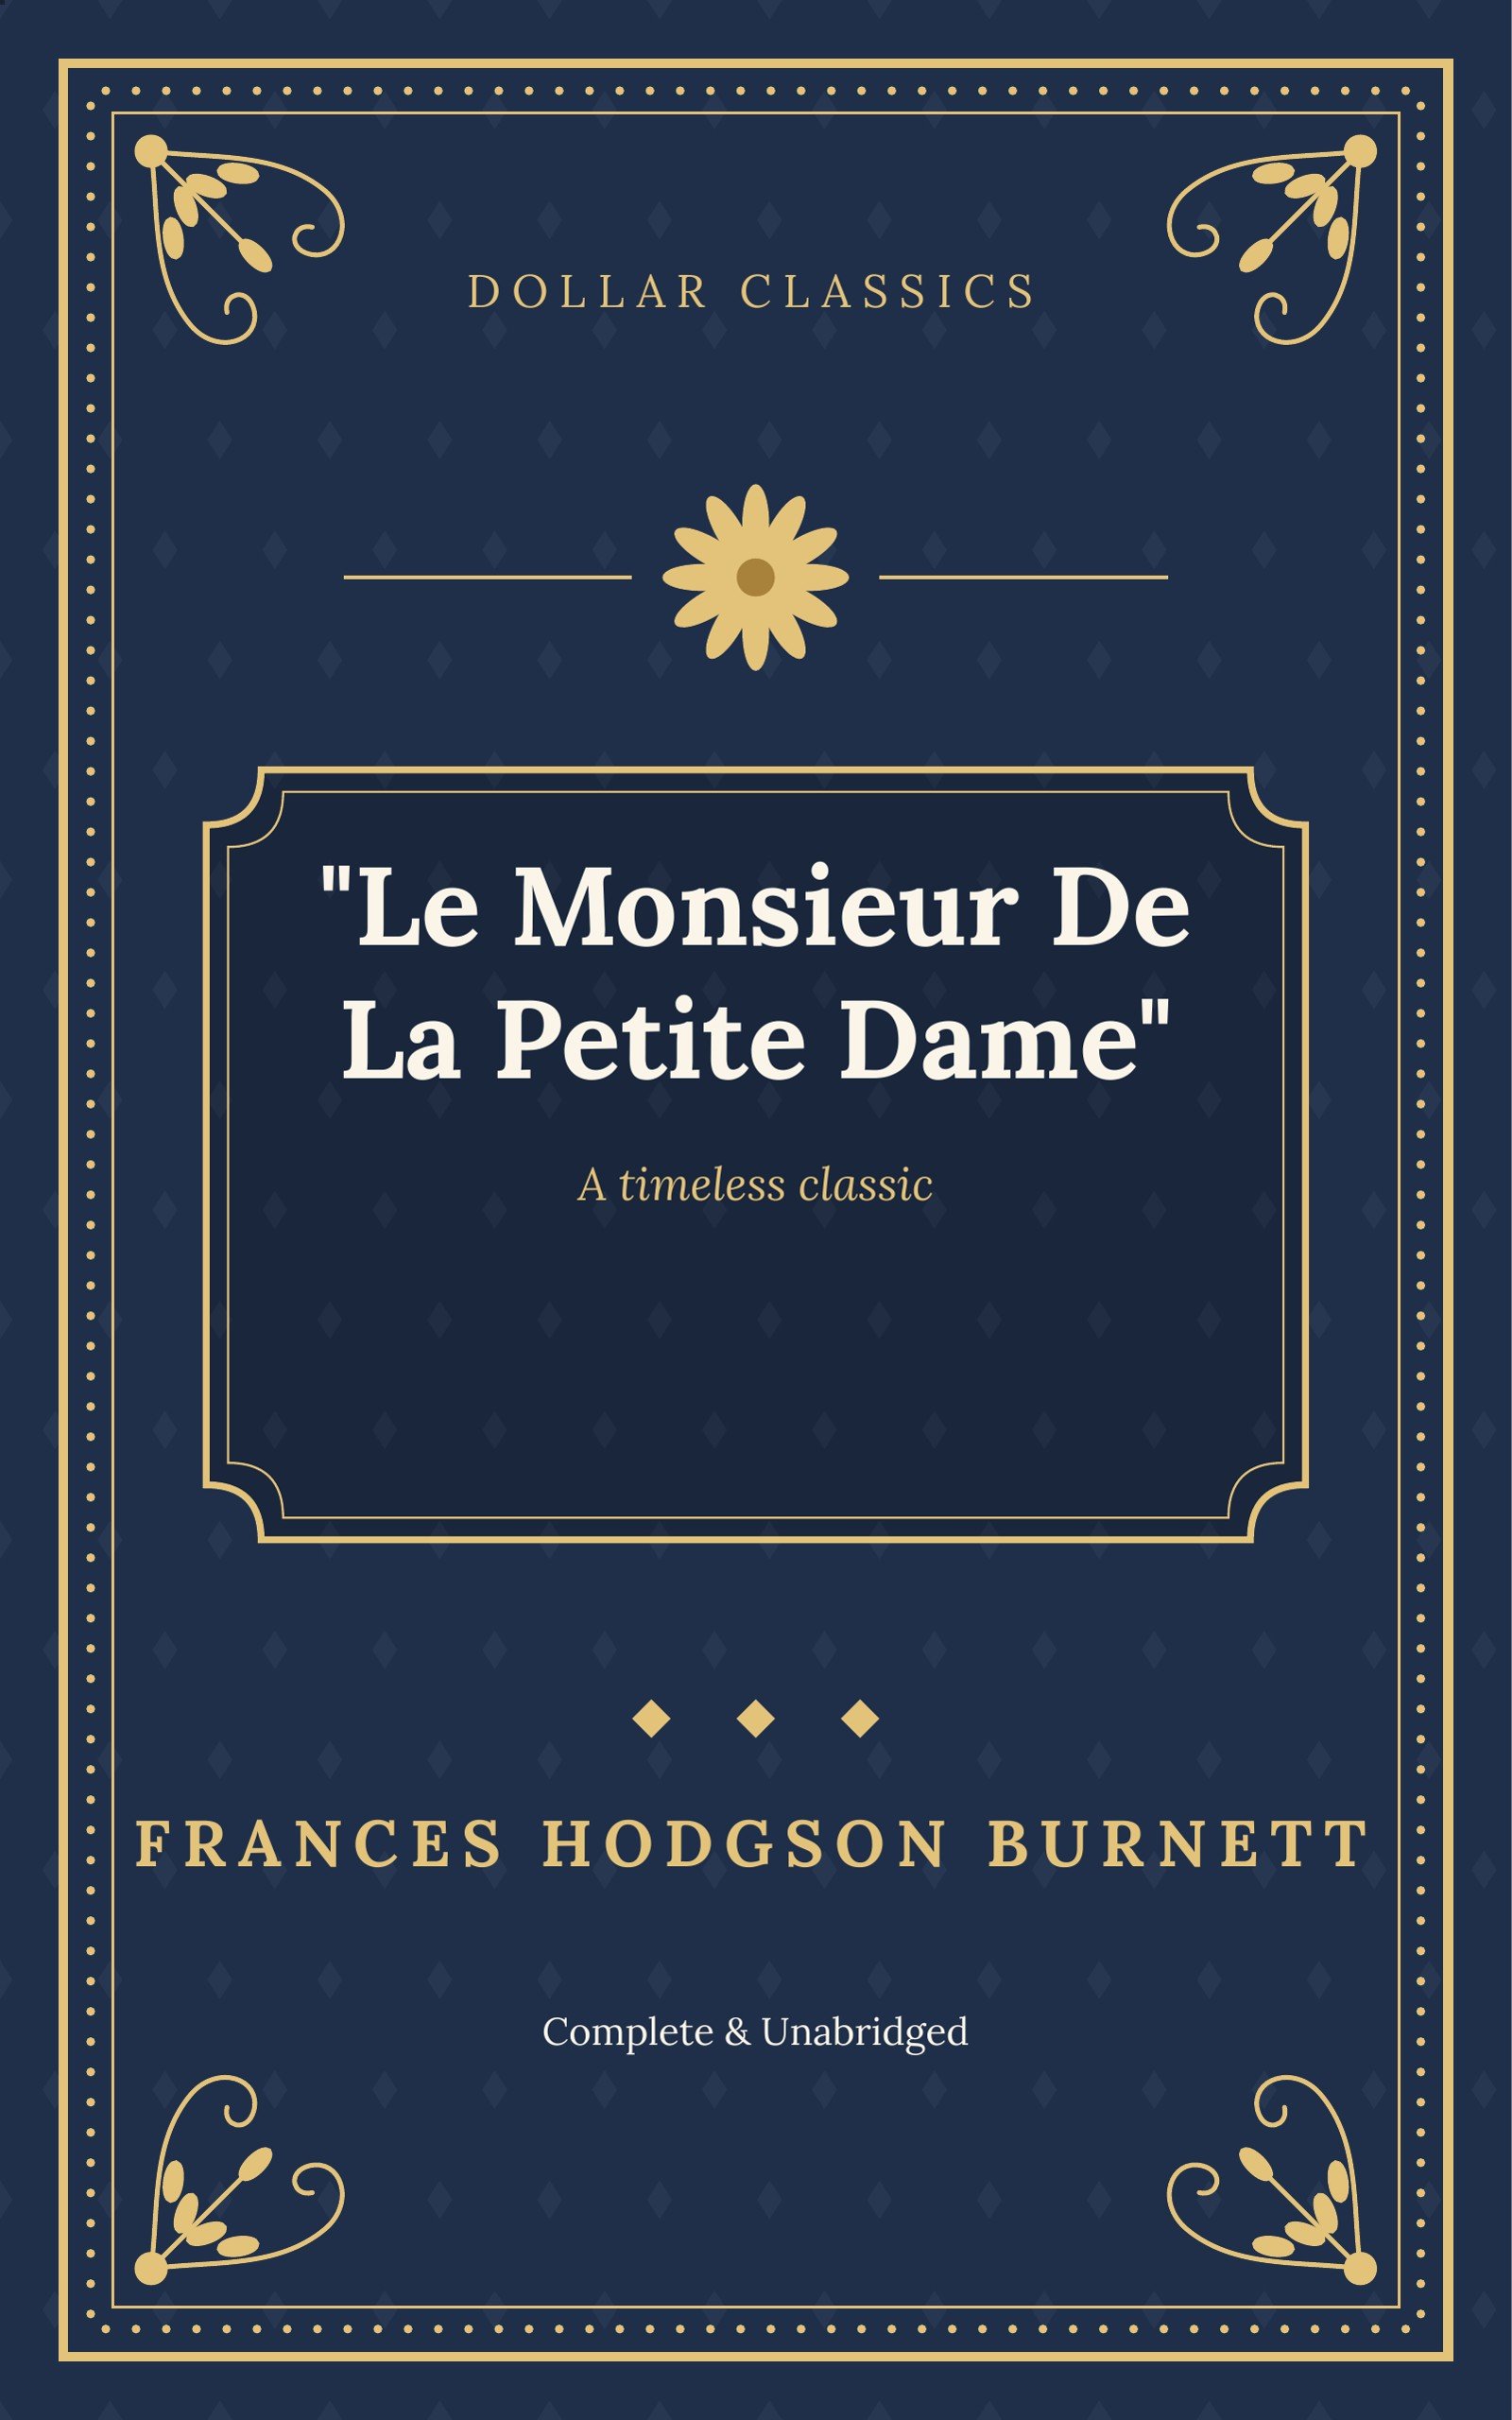 DOLLAR CLASSICS
"Le Monsieur De
La Petite Dame"
A timeless classic
FRANCES HODGSON BURNETT
Complete & Unabridged